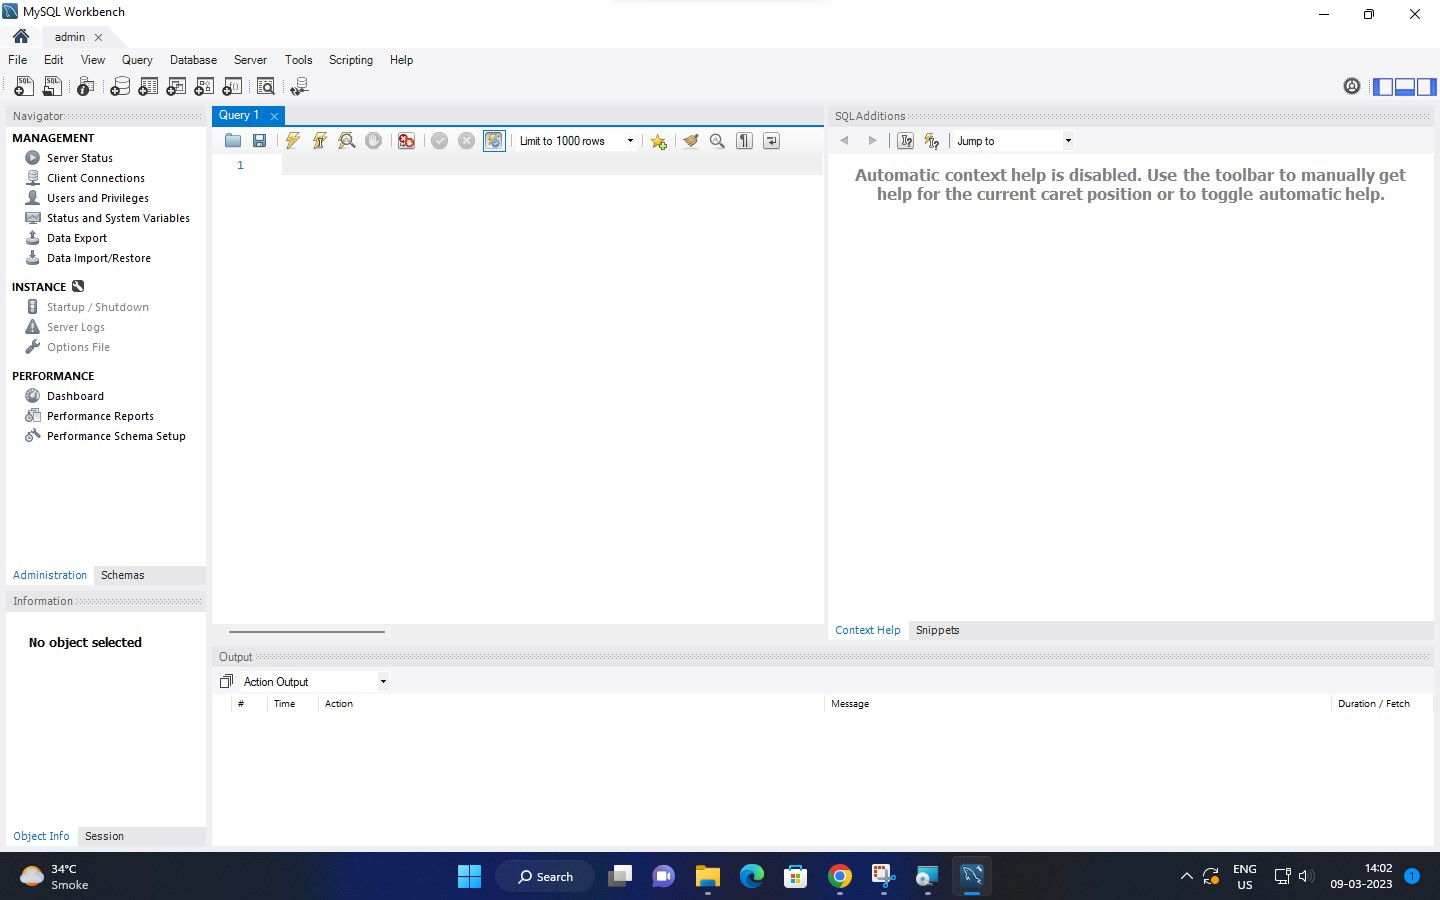 MySQL Workbench
admin
File Edit View Query Database Server Tools Scripting Help
Navigator
MANAGEMENT
Server Status
Client Connections
Users and Privileges
Status and System Variables
Data Export
Data Import/Restore
INSTANCE
Startup / Shutdown
Server Logs
Options File
PERFORMANCE
Dashboard
Performance Reports
Performance Schema Setup
Administration Schemas
Information
No object selected
Object Info Session
Query 1
Limit to 1000 rows
1
SQLAdditions
Jump to
Automatic context help is disabled. Use the toolbar to manually get
help for the current caret position or to toggle automatic help.
Context Help Snippets
Output
Action Output
# Time Action Message Duration / Fetch
34°C
Smoke
Search
ENG
US
14:02
09-03-2023
1